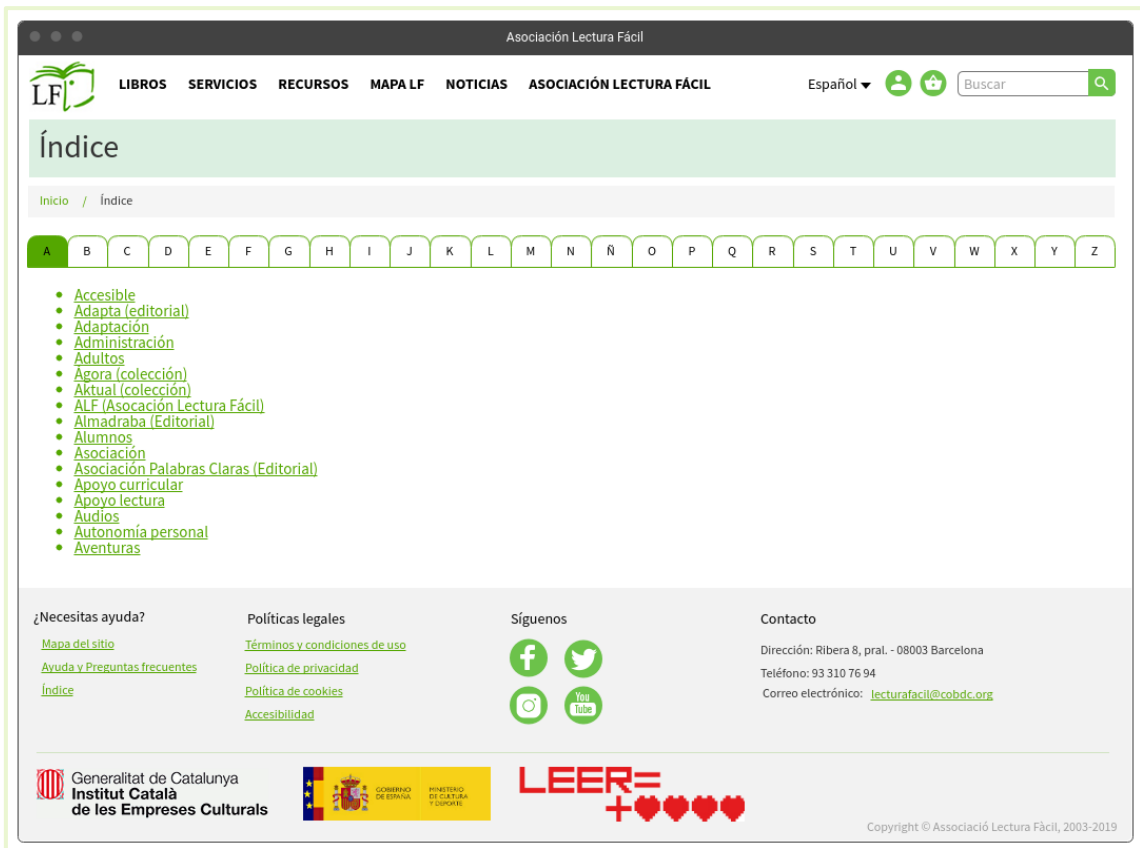 Asociación Lectura Fácil
LF
LIBROS SERVICIOS RECURSOS MAPA LF NOTICIAS ASOCIACIÓN LECTURA FÁCIL Español Buscar
Índice
Inicio / Índice
A B C D E F G H I J K L M N Ñ O P Q R S T U V W X Y Z
Accesible
Adapta (editorial)
Adaptación
Administración
Adultos
Àgora (colección)
Aktual (colección)
ALF (Asocación Lectura Fácil)
Almadraba (Editorial)
Alumnos
Asociación
Asociación Palabras Claras (Editorial)
Apoyo curricular
Apoyo lectura
Audios
Autonomía personal
Aventuras
¿Necesitas ayuda?
Mapa del sitio
Ayuda y Preguntas frecuentes
Índice
Políticas legales
Términos y condiciones de uso
Política de privacidad
Política de cookies
Accesibilidad
Síguenos
You
Tube
Contacto
Dirección: Ribera 8, pral. - 08003 Barcelona
Teléfono: 93 310 76 94
Correo electrónico: lecturafacil@cobdc.org
Generalitat de Catalunya
Institut Català
de les Empreses Culturals
GOBIERNO
DE ESPAÑA
MINISTERIO
DE CULTURA
Y DEPORTE
LEER=
+
Copyright © Associació Lectura Fàcil, 2003-2019